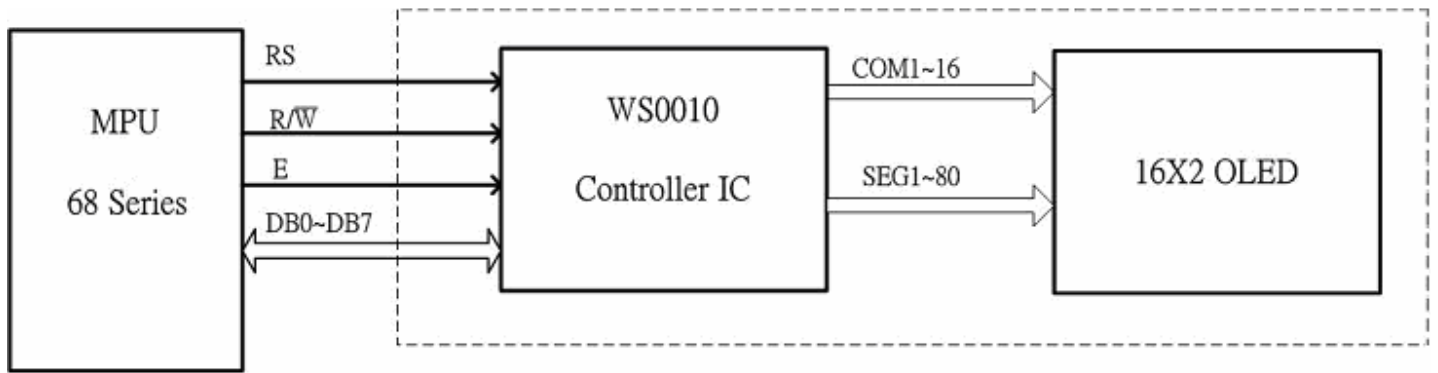 MPU
68 Series
RS
R/W̅
E
DB0~DB7
WS0010
Controller IC
COM1~16
SEG1~80
16X2 OLED